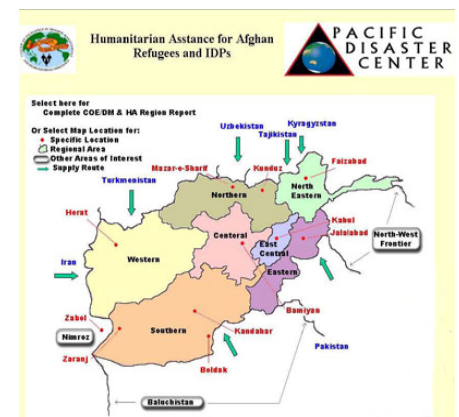 Humanitarian Asstance for Afghan
Refugees and IDPs
PACIFIC
DISASTER
CENTER
Select here for
Complete COE/DM & HA Region Report
Or Select Map Location for:
Specific Location
Regional Area
Other Areas of Interest
Supply Route
Uzbekistan
Kyragyzstan
Tajikistan
Turkmenistan
Mazar-e-Sharif
Kunduz
Faizabad
Northern
North
Eastern
Herat
Kabul
Jalalabad
North-West
Frontier
Centeral
East
Central
Iran
Western
Eastern
Zabol
Bamiyan
Nimroz
Southern
Kandahar
Pakistan
Zaranj
Boldak
Baluchistan